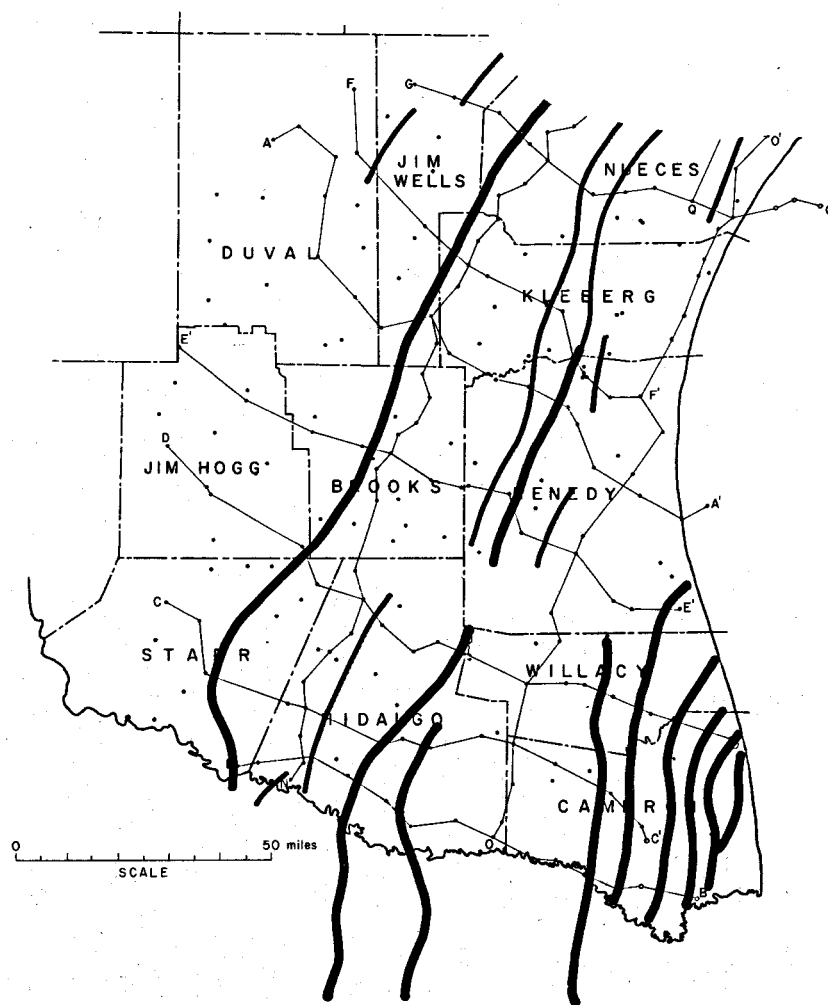 F
G
A
JIM
WELLS
NUECES
O'
Q
G
DUVAL
KLEBERG
E'
F'
D
JIM HOGG
BROOKS
KENEDY
A'
C
E'
STARR
WILLACY
HIDALGO
N
CAMERON
C'
0
50 miles
SCALE
B